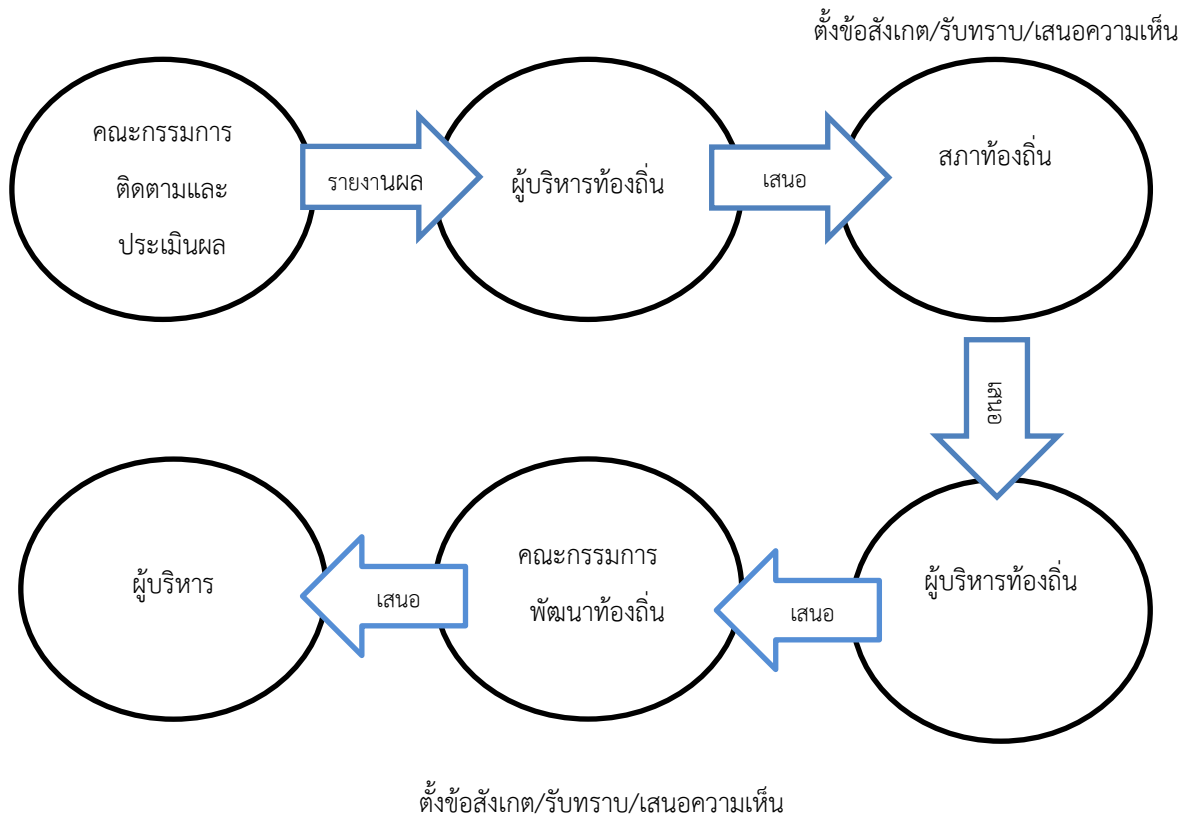 ตั้งข้อสังเกต/รับทราบ/เสนอความเห็น
คณะกรรมการ
ติดตามและ
ประเมินผล
รายงานผล
ผู้บริหารท้องถิ่น
เสนอ
สภาท้องถิ่น
เสนอ
ผู้บริหารท้องถิ่น
เสนอ
คณะกรรมการ
พัฒนาท้องถิ่น
เสนอ
ผู้บริหาร
ตั้งข้อสังเกต/รับทราบ/เสนอความเห็น